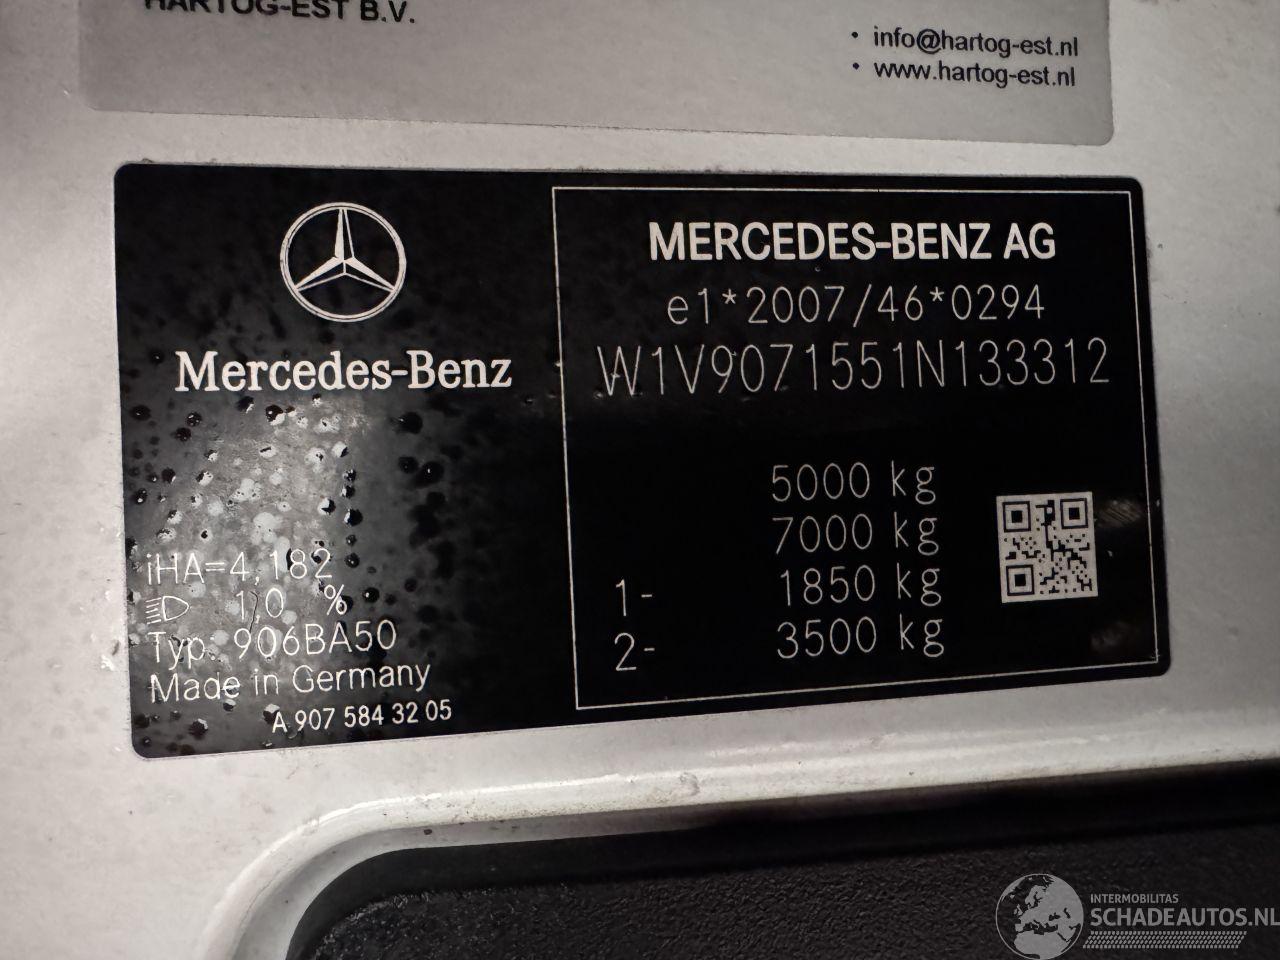 HARTOG-EST B.V.
• info@hartog-est.nl
• www.hartog-est.nl
Mercedes-Benz
iHA=4,182
1,0 %
Typ: 906BA50
Made in Germany
A 907 584 32 05
MERCEDES-BENZ AG
e1*2007/46*0294
W1V9071551N133312
5000 kg
7000 kg
1- 1850 kg
2- 3500 kg
INTERMOBILITAS
SCHADEAUTOS.NL